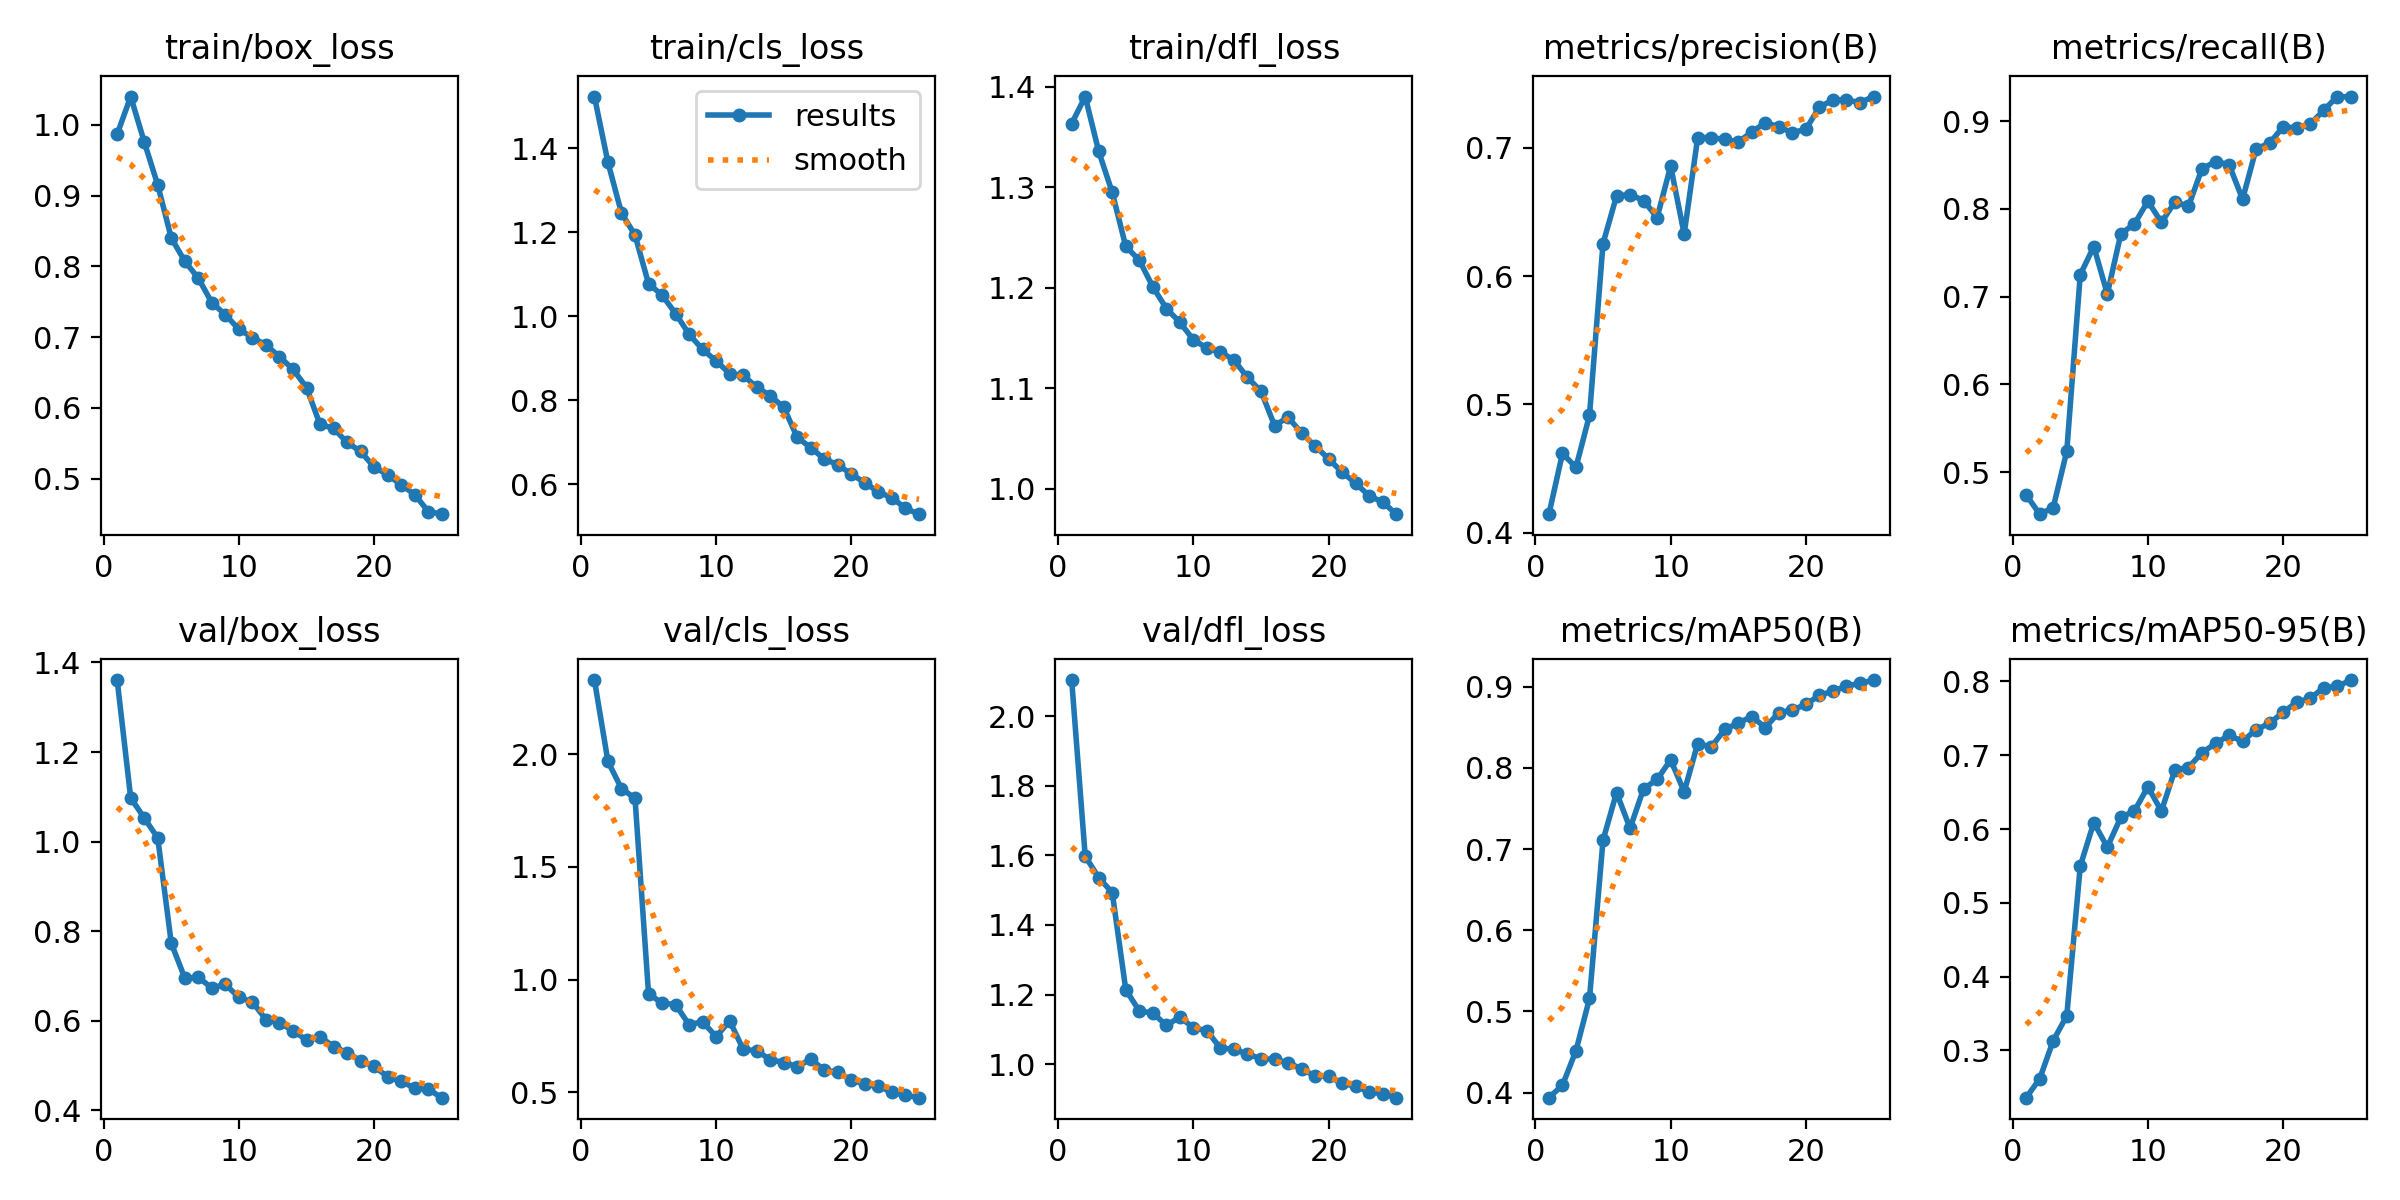 train/box_loss
1.0
0.9
0.8
0.7
0.6
0.5
0 10 20
train/cls_loss
results
smooth
1.4
1.2
1.0
0.8
0.6
0 10 20
train/dfl_loss
1.4
1.3
1.2
1.1
1.0
0 10 20
metrics/precision(B)
0.7
0.6
0.5
0.4
0 10 20
metrics/recall(B)
0.9
0.8
0.7
0.6
0.5
0 10 20
val/box_loss
1.4
1.2
1.0
0.8
0.6
0.4
0 10 20
val/cls_loss
2.0
1.5
1.0
0.5
0 10 20
val/dfl_loss
2.0
1.8
1.6
1.4
1.2
1.0
0 10 20
metrics/mAP50(B)
0.9
0.8
0.7
0.6
0.5
0.4
0 10 20
metrics/mAP50-95(B)
0.8
0.7
0.6
0.5
0.4
0.3
0 10 20